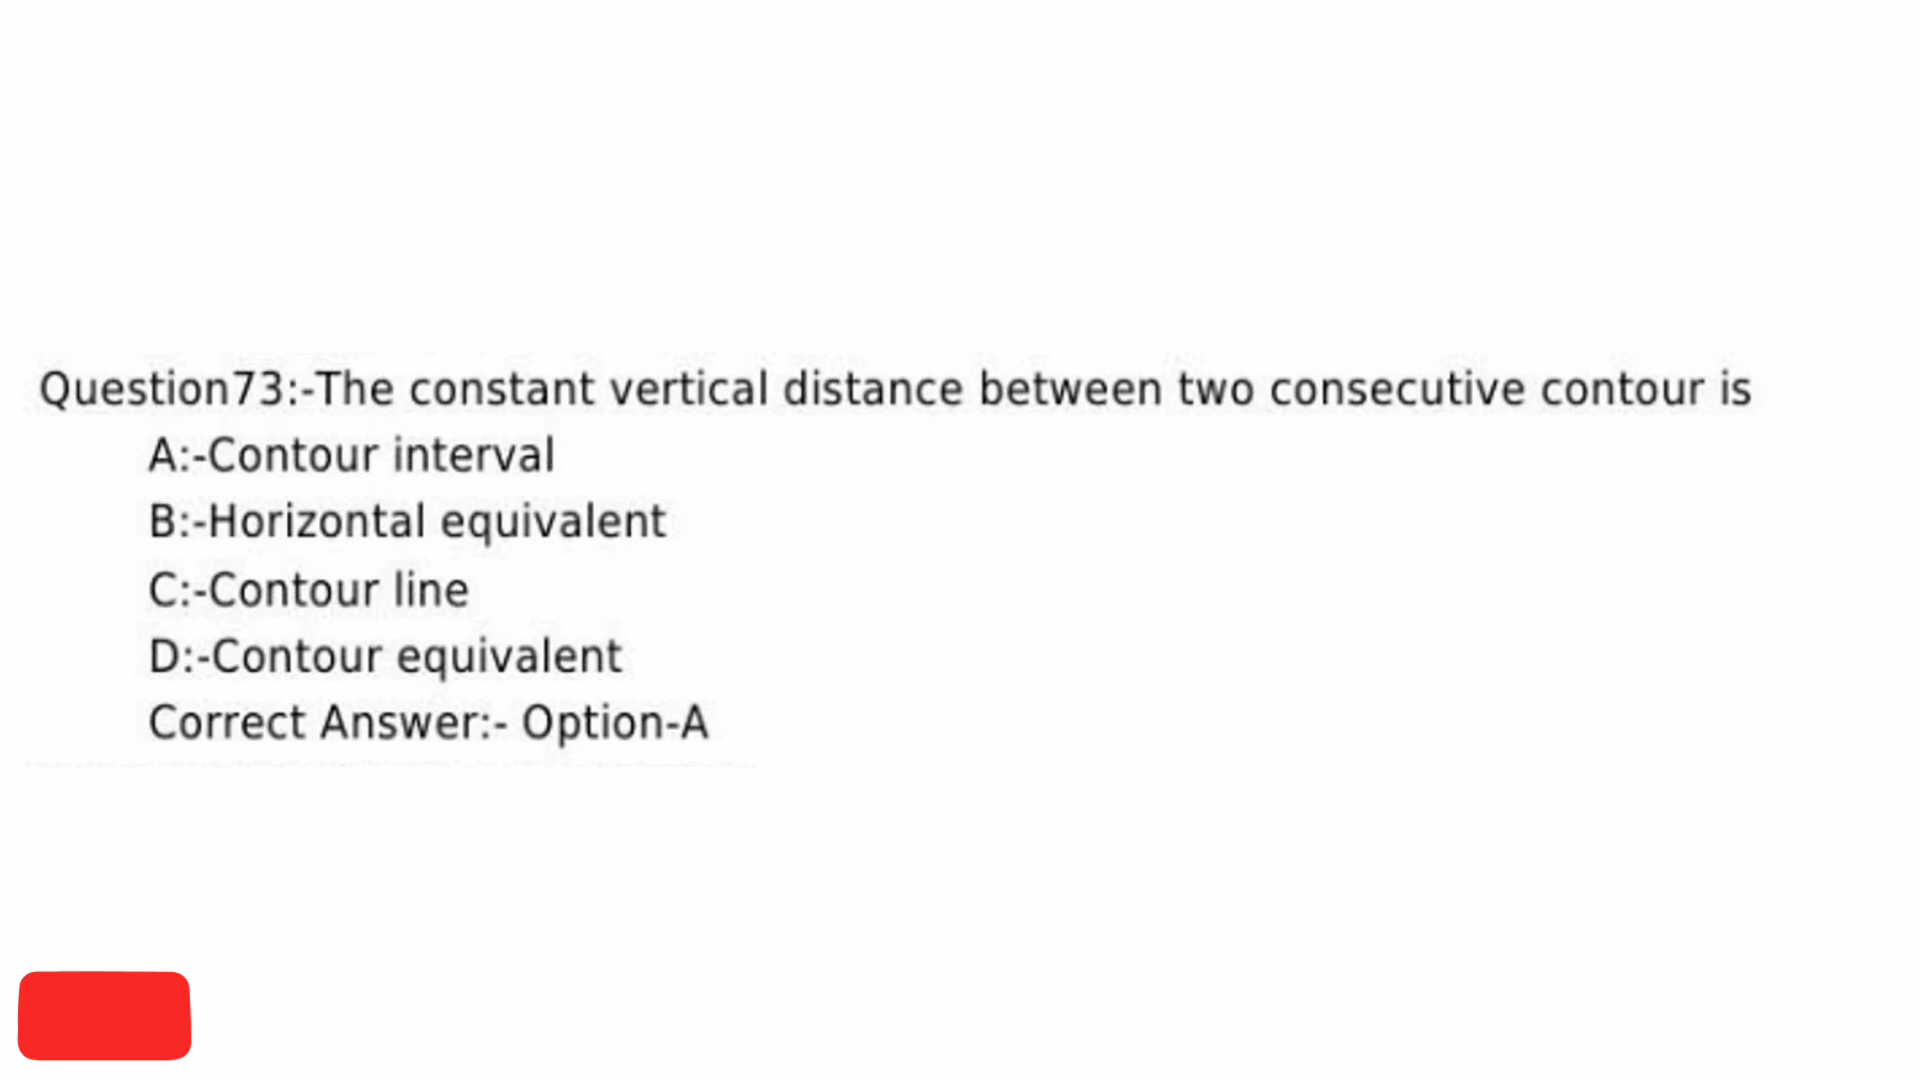 Question73:-The constant vertical distance between two consecutive contour is
A:-Contour interval
B:-Horizontal equivalent
C:-Contour line
D:-Contour equivalent
Correct Answer:- Option-A